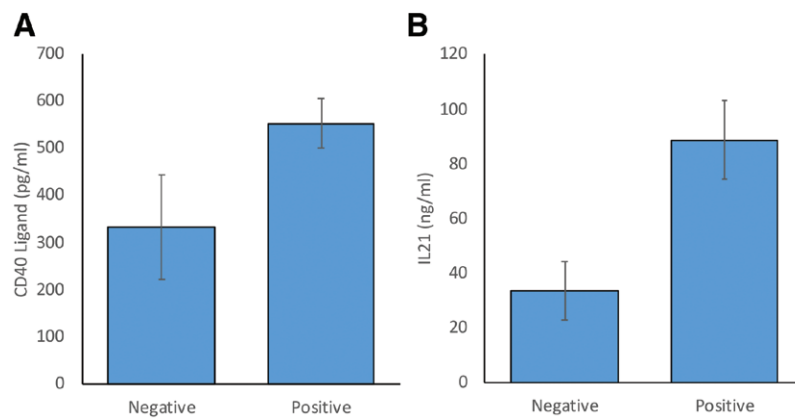 A
CD40 Ligand (pg/ml)
700
600
500
400
300
200
100
0
Negative Positive
B
IL21 (ng/ml)
120
100
80
60
40
20
0
Negative Positive